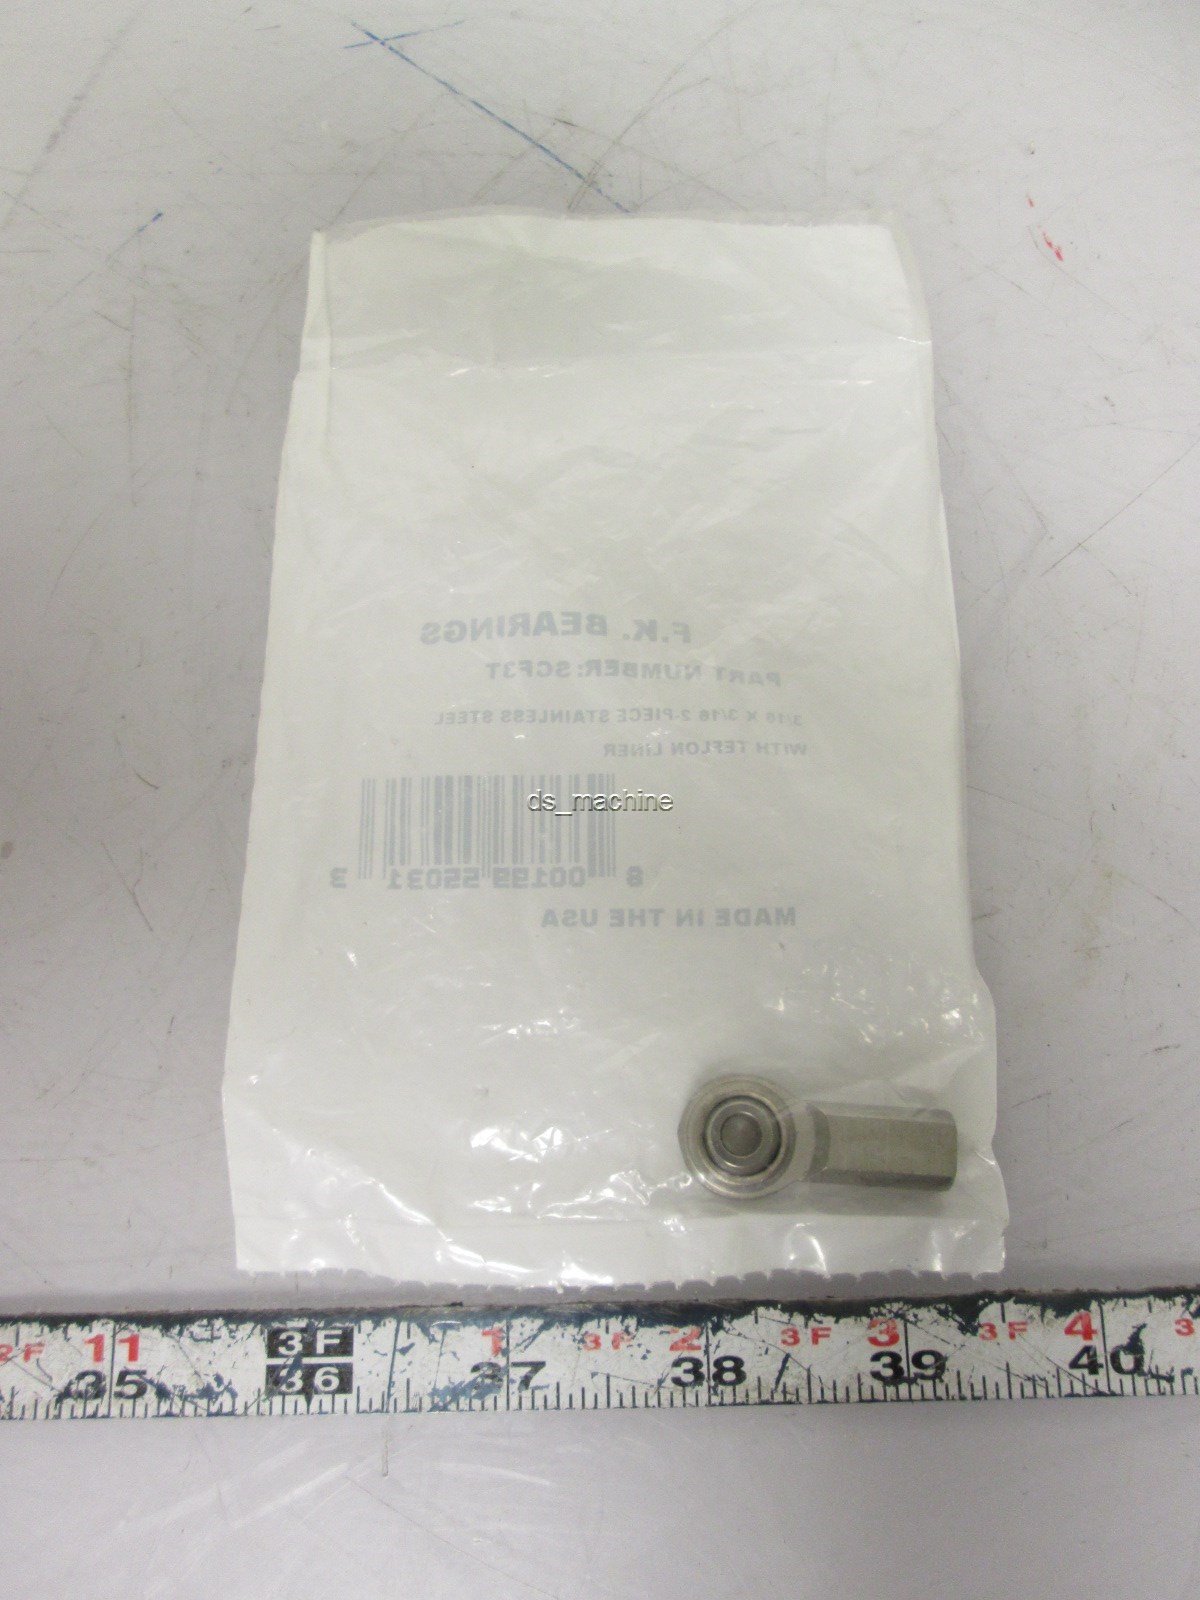 F.K. BEARINGS
PART NUMBER: SCF3T
3/16 X 3/16 2-PIECE STAINLESS STEEL
WITH TEFLON LINER
ds_machine
8 00199 55031 3
MADE IN THE USA
2F 11 3F 1 3F 2 3F 3 3F 4 3
35 36 37 38 39 40